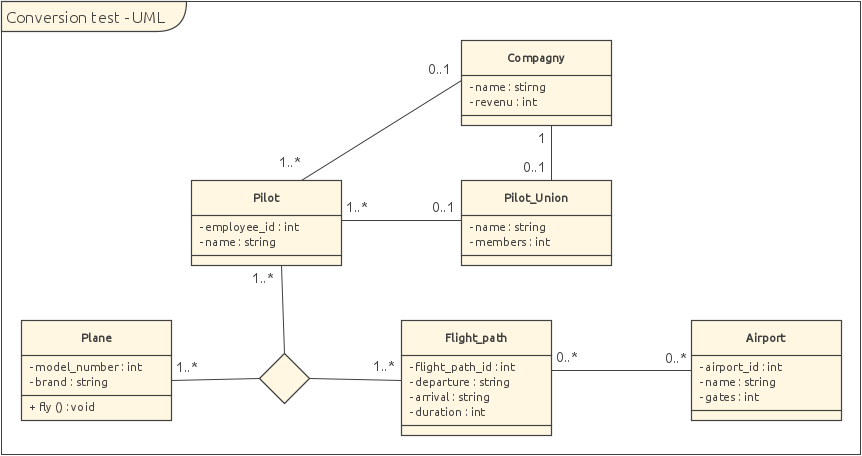 Conversion test - UML
Compagny
- name : stirng
- revenu : int
0..1
1
1..*
0..1
Pilot
- employee_id : int
- name : string
1..*
0..1
Pilot_Union
- name : string
- members : int
1..*
Plane
- model_number : int
- brand : string
+ fly () : void
1..*
1..*
Flight_path
- flight_path_id : int
- departure : string
- arrival : string
- duration : int
0..*
0..*
Airport
- airport_id : int
- name : string
- gates : int